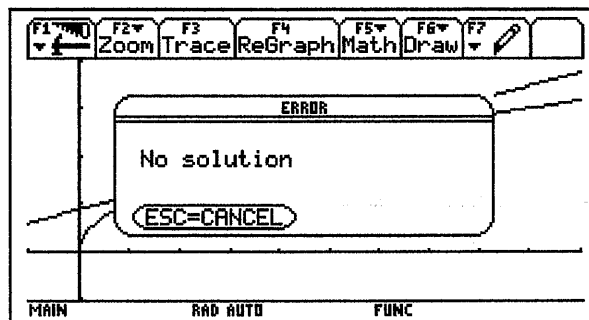 F1 F2 F3 F4 F5 F6 F7
Zoom Trace ReGraph Math Draw
ERROR
No solution
ESC=CANCEL
MAIN RAD AUTO FUNC